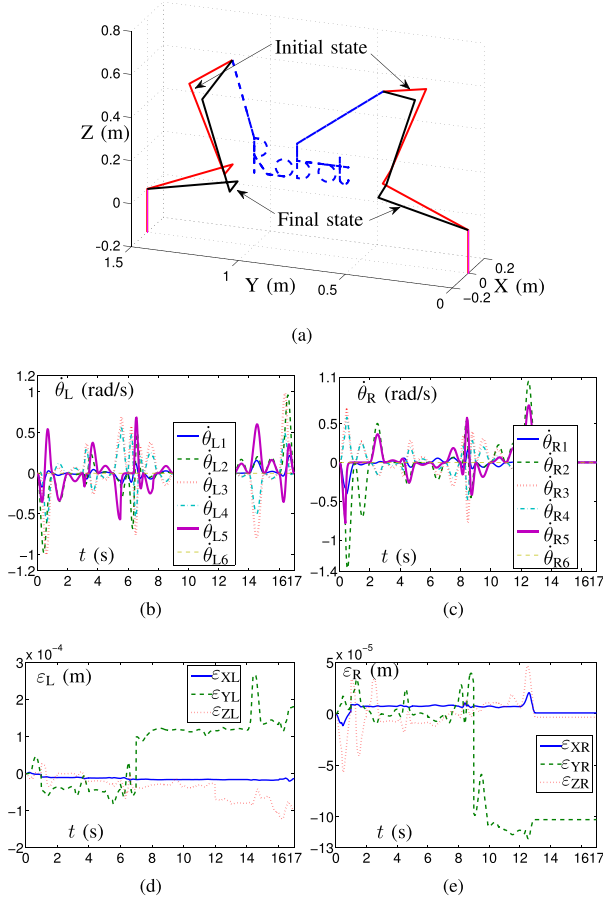 0.8
Initial state
0.6
0.4
Z (m)
0.2
0
Final state
−0.2
1.5
1
Y (m)
0.5
0
0.2
0
−0.2
X (m)
(a)
1.2
θ̇L (rad/s)
0.5
0
−0.5
−1
1.2
θ̇L1
θ̇L2
θ̇L3
θ̇L4
θ̇L5
θ̇L6
t (s)
0 2 4 6 8 10 12 14 1617
(b)
1.1
θ̇R (rad/s)
0.5
0
−0.5
−1
−1.4
θ̇R1
θ̇R2
θ̇R3
θ̇R4
θ̇R5
θ̇R6
t (s)
0 2 4 6 8 10 12 14 1617
(c)
x 10−4
3
εL (m)
2
1
0
−1
−2
εXL
εYL
εZL
t (s)
0 2 4 6 8 10 12 14 1617
(d)
x 10−5
5
εR (m)
0
−5
−10
−13
εXR
εYR
εZR
t (s)
0 2 4 6 8 10 12 14 1617
(e)